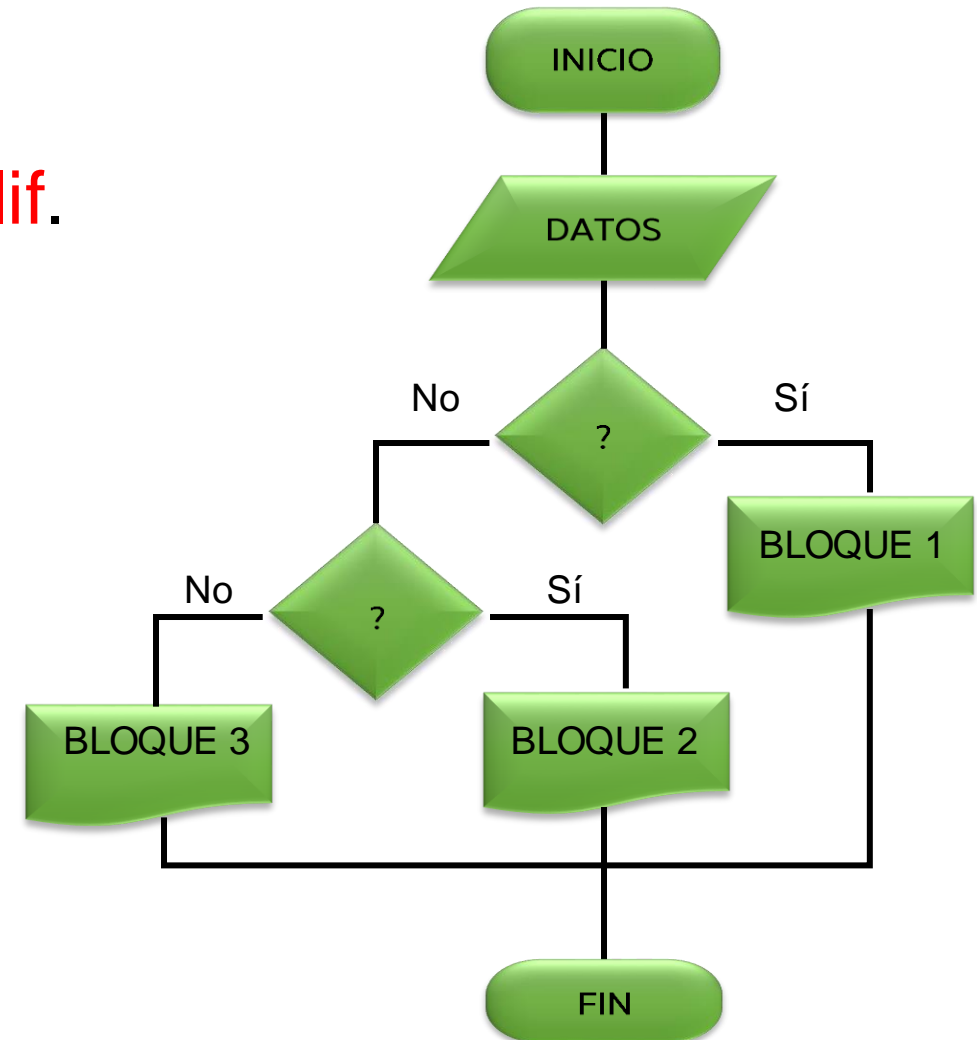 INICIO
lif.
DATOS
No
Sí
?
BLOQUE 1
No
Sí
?
BLOQUE 3
BLOQUE 2
FIN